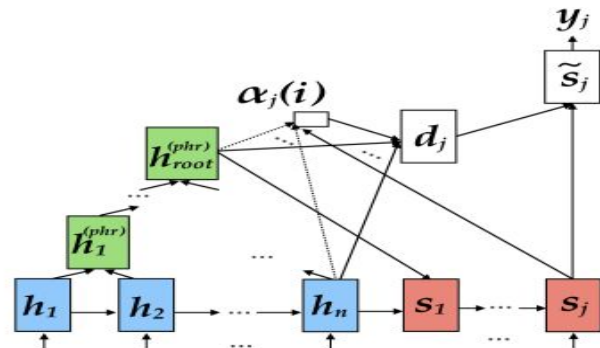 y_j
s̃_j
α_j(i)
d_j
h_root^(phr)
...
...
...
h_1^(phr)
...
h_1 h_2 ... h_n s_1 ... s_j
... ...